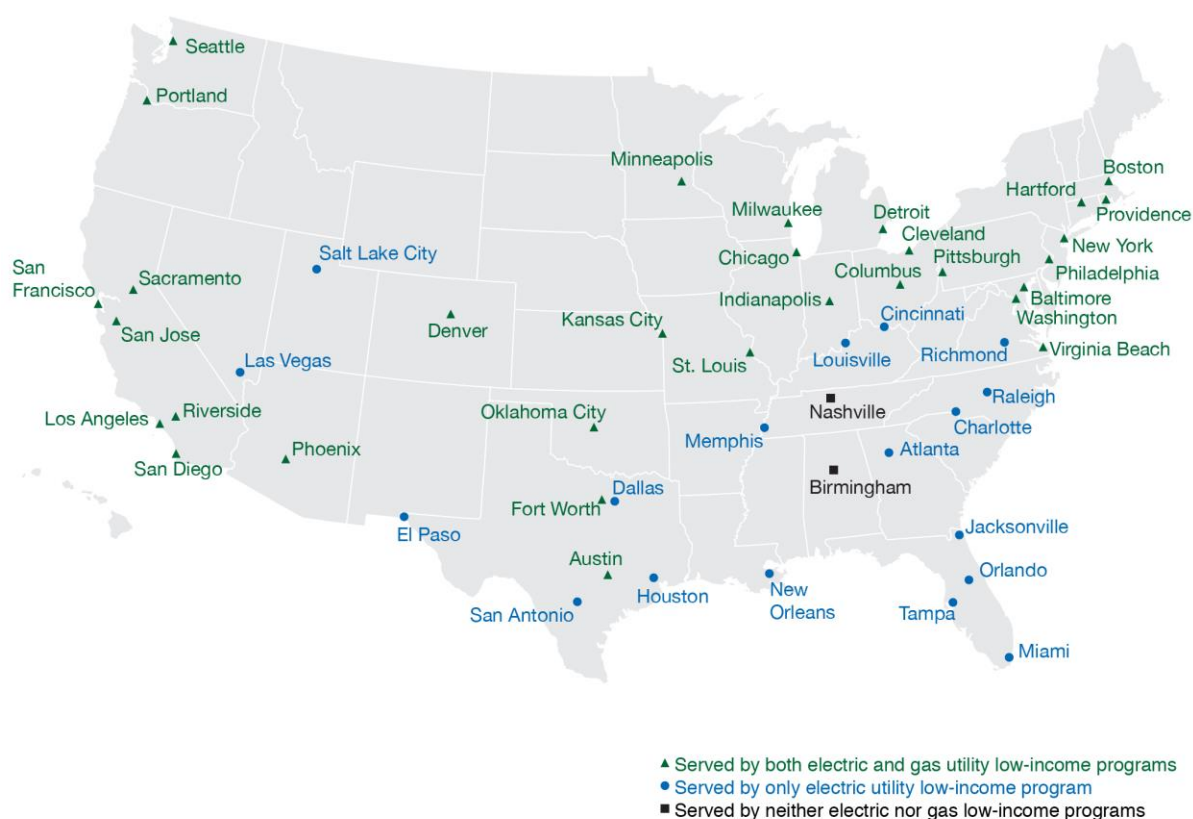 Seattle
Portland
Minneapolis
Boston
Hartford
Milwaukee
Detroit
Providence
Cleveland
New York
Salt Lake City
Chicago
Pittsburgh
Columbus
Philadelphia
San
Francisco
Sacramento
Indianapolis
Baltimore
Washington
Cincinnati
Kansas City
Denver
San Jose
Virginia Beach
Richmond
Louisville
Las Vegas
St. Louis
Raleigh
Nashville
Oklahoma City
Riverside
Los Angeles
Charlotte
Memphis
Phoenix
Atlanta
San Diego
Birmingham
Dallas
Fort Worth
Jacksonville
El Paso
Austin
Orlando
New
Orleans
Houston
San Antonio
Tampa
Miami
Served by both electric and gas utility low-income programs
Served by only electric utility low-income program
Served by neither electric nor gas low-income programs